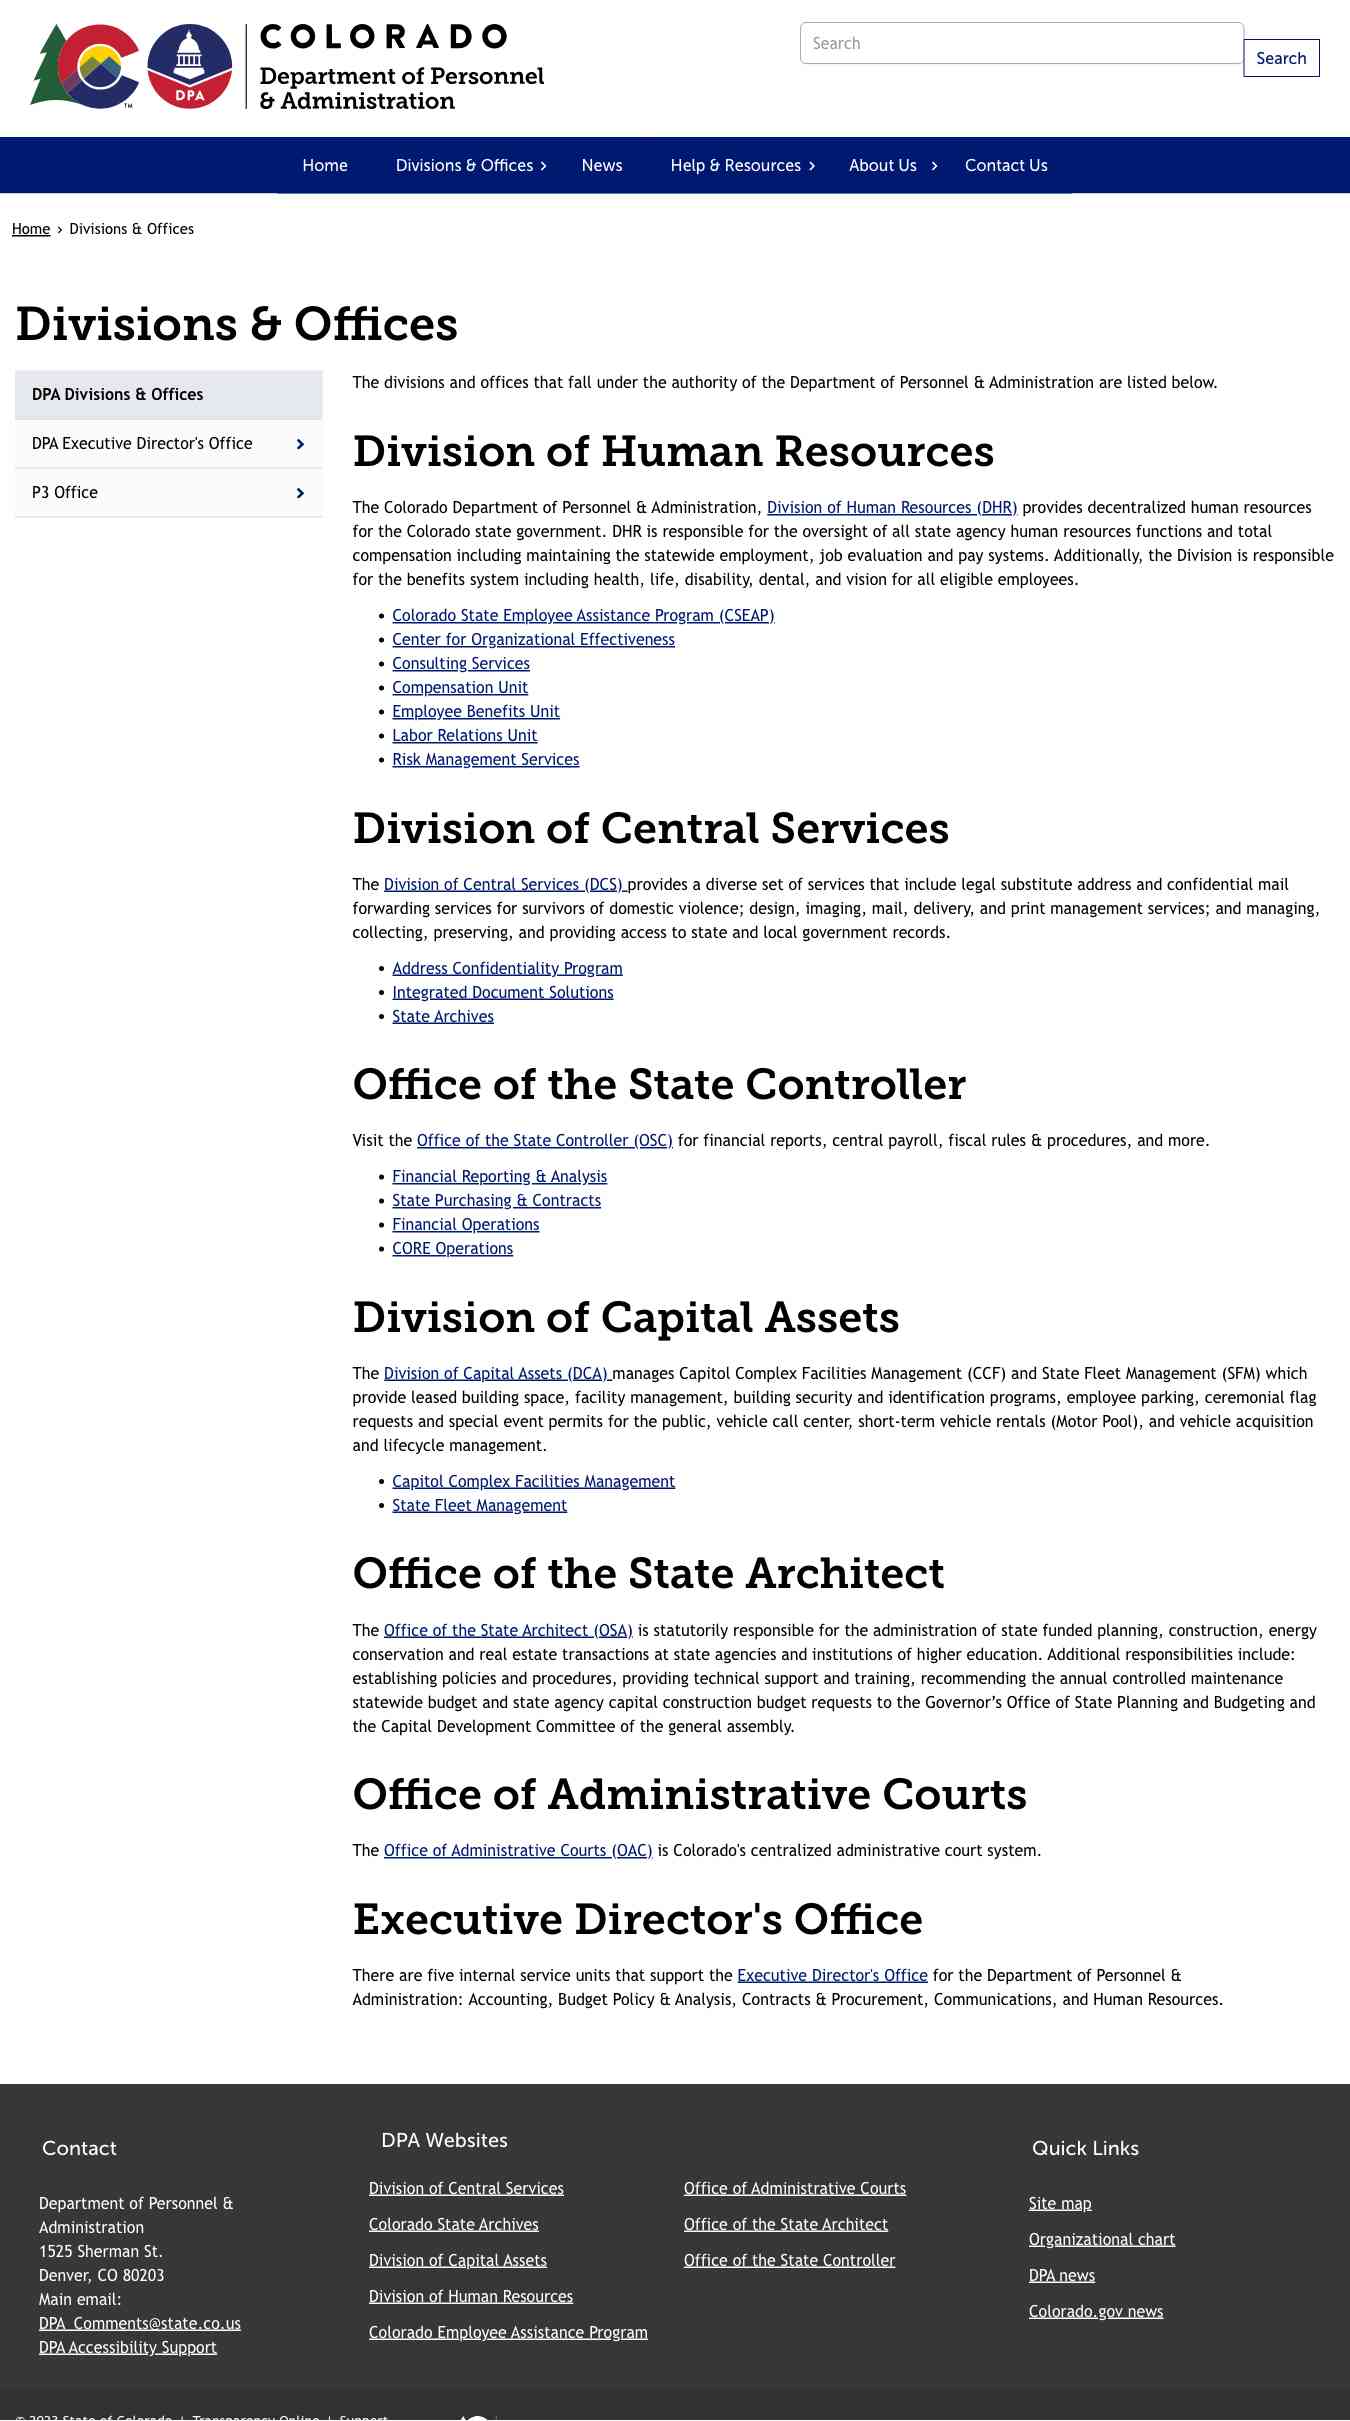 COLORADO
Department of Personnel
& Administration
DPA
TM
Search
Search
Home
Divisions & Offices
News
Help & Resources
About Us
Contact Us
Home › Divisions & Offices
Divisions & Offices
DPA Divisions & Offices
DPA Executive Director's Office
P3 Office
The divisions and offices that fall under the authority of the Department of Personnel & Administration are listed below.
Division of Human Resources
The Colorado Department of Personnel & Administration, Division of Human Resources (DHR) provides decentralized human resources
for the Colorado state government. DHR is responsible for the oversight of all state agency human resources functions and total
compensation including maintaining the statewide employment, job evaluation and pay systems. Additionally, the Division is responsible
for the benefits system including health, life, disability, dental, and vision for all eligible employees.
• Colorado State Employee Assistance Program (CSEAP)
• Center for Organizational Effectiveness
• Consulting Services
• Compensation Unit
• Employee Benefits Unit
• Labor Relations Unit
• Risk Management Services
Division of Central Services
The Division of Central Services (DCS) provides a diverse set of services that include legal substitute address and confidential mail
forwarding services for survivors of domestic violence; design, imaging, mail, delivery, and print management services; and managing,
collecting, preserving, and providing access to state and local government records.
• Address Confidentiality Program
• Integrated Document Solutions
• State Archives
Office of the State Controller
Visit the Office of the State Controller (OSC) for financial reports, central payroll, fiscal rules & procedures, and more.
• Financial Reporting & Analysis
• State Purchasing & Contracts
• Financial Operations
• CORE Operations
Division of Capital Assets
The Division of Capital Assets (DCA) manages Capitol Complex Facilities Management (CCF) and State Fleet Management (SFM) which
provide leased building space, facility management, building security and identification programs, employee parking, ceremonial flag
requests and special event permits for the public, vehicle call center, short-term vehicle rentals (Motor Pool), and vehicle acquisition
and lifecycle management.
• Capitol Complex Facilities Management
• State Fleet Management
Office of the State Architect
The Office of the State Architect (OSA) is statutorily responsible for the administration of state funded planning, construction, energy
conservation and real estate transactions at state agencies and institutions of higher education. Additional responsibilities include:
establishing policies and procedures, providing technical support and training, recommending the annual controlled maintenance
statewide budget and state agency capital construction budget requests to the Governor’s Office of State Planning and Budgeting and
the Capital Development Committee of the general assembly.
Office of Administrative Courts
The Office of Administrative Courts (OAC) is Colorado's centralized administrative court system.
Executive Director's Office
There are five internal service units that support the Executive Director's Office for the Department of Personnel &
Administration: Accounting, Budget Policy & Analysis, Contracts & Procurement, Communications, and Human Resources.
Contact
Department of Personnel &
Administration
1525 Sherman St.
Denver, CO 80203
Main email:
DPA_Comments@state.co.us
DPA Accessibility Support
DPA Websites
Division of Central Services
Colorado State Archives
Division of Capital Assets
Division of Human Resources
Colorado Employee Assistance Program
Office of Administrative Courts
Office of the State Architect
Office of the State Controller
Quick Links
Site map
Organizational chart
DPA news
Colorado.gov news
© 2023 State of Colorado | Transparency Online | Support